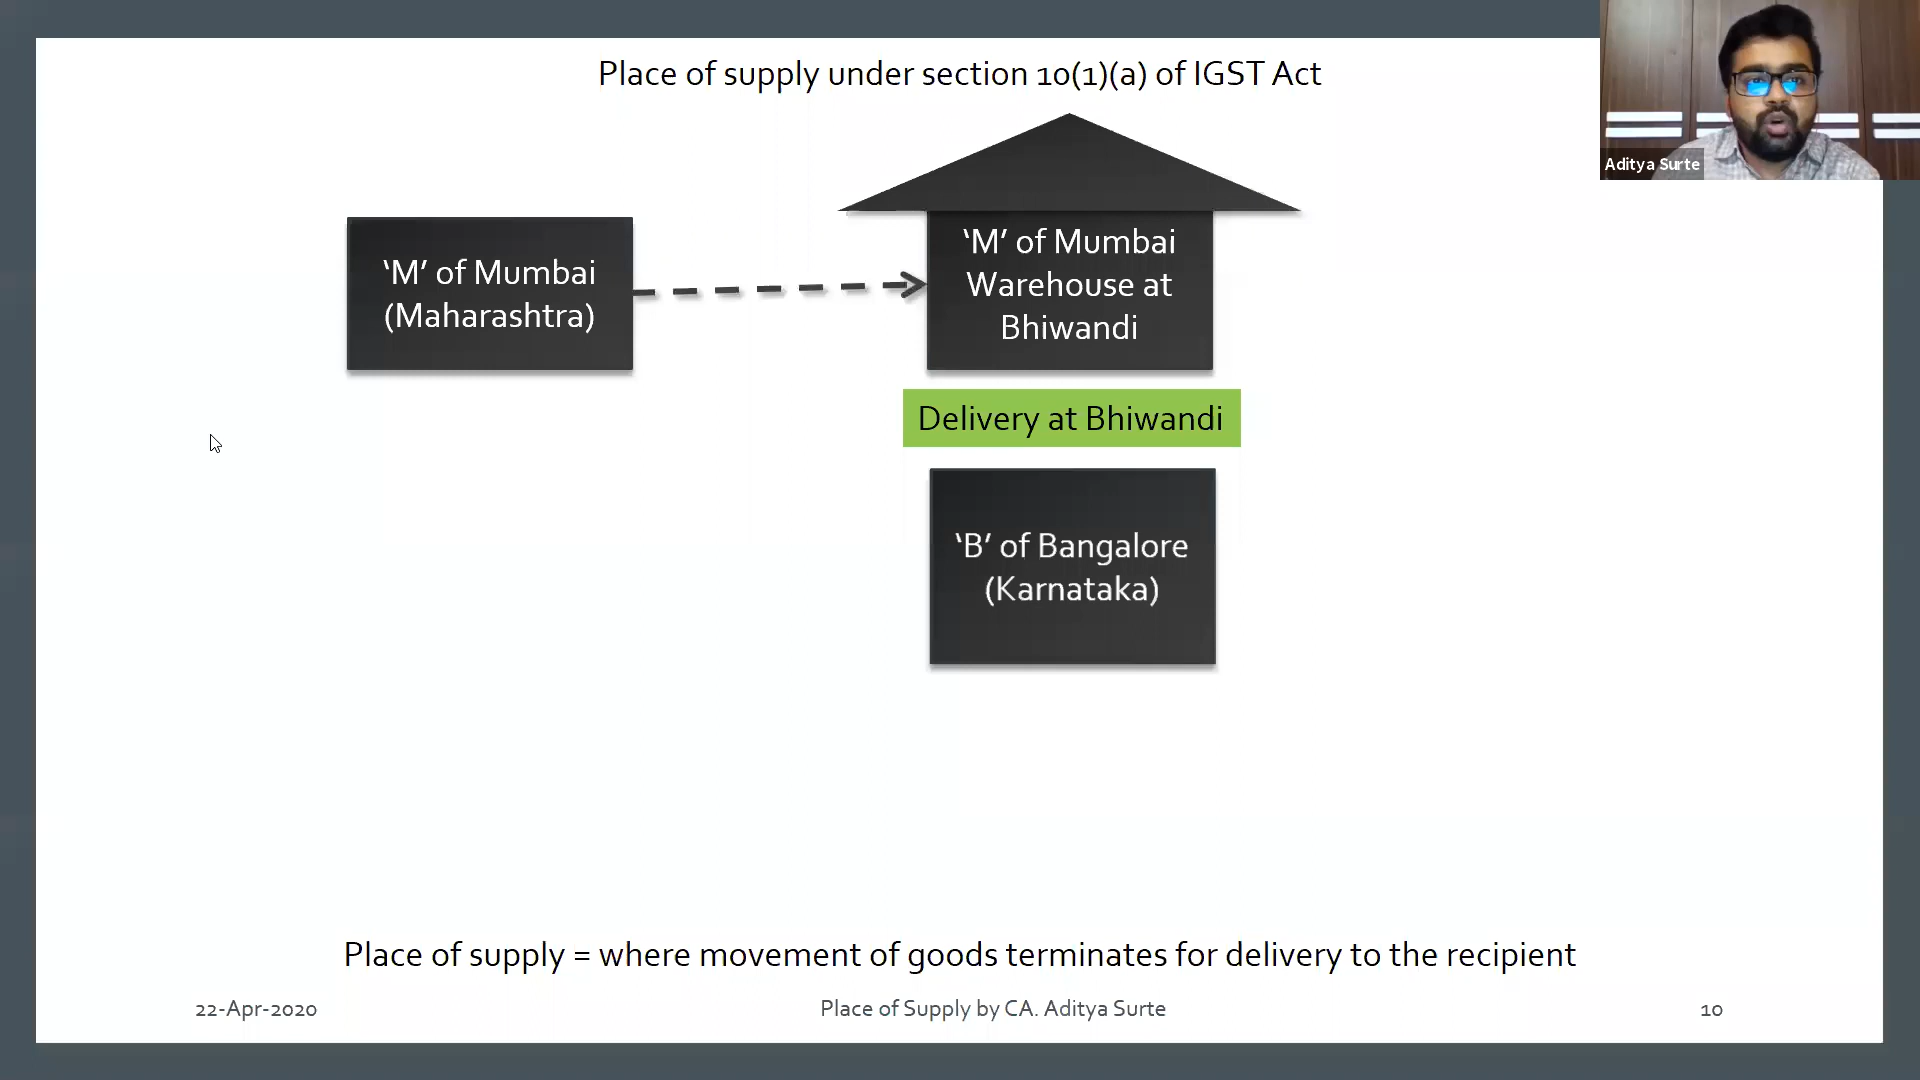 Place of supply under section 10(1)(a) of IGST Act
Aditya Surte
‘M’ of Mumbai
(Maharashtra)
‘M’ of Mumbai
Warehouse at
Bhiwandi
Delivery at Bhiwandi
‘B’ of Bangalore
(Karnataka)
Place of supply = where movement of goods terminates for delivery to the recipient
22-Apr-2020
Place of Supply by CA. Aditya Surte
10